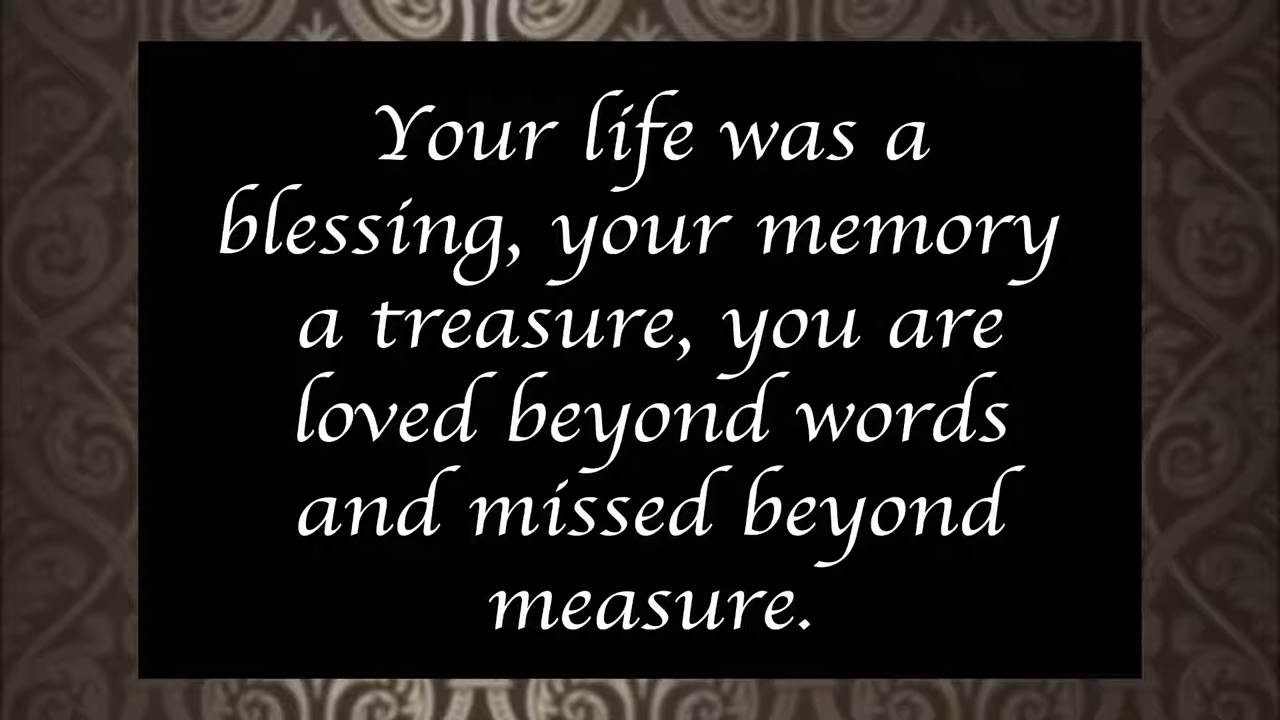 Your life was a
blessing, your memory
a treasure, you are
loved beyond words
and missed beyond
measure.